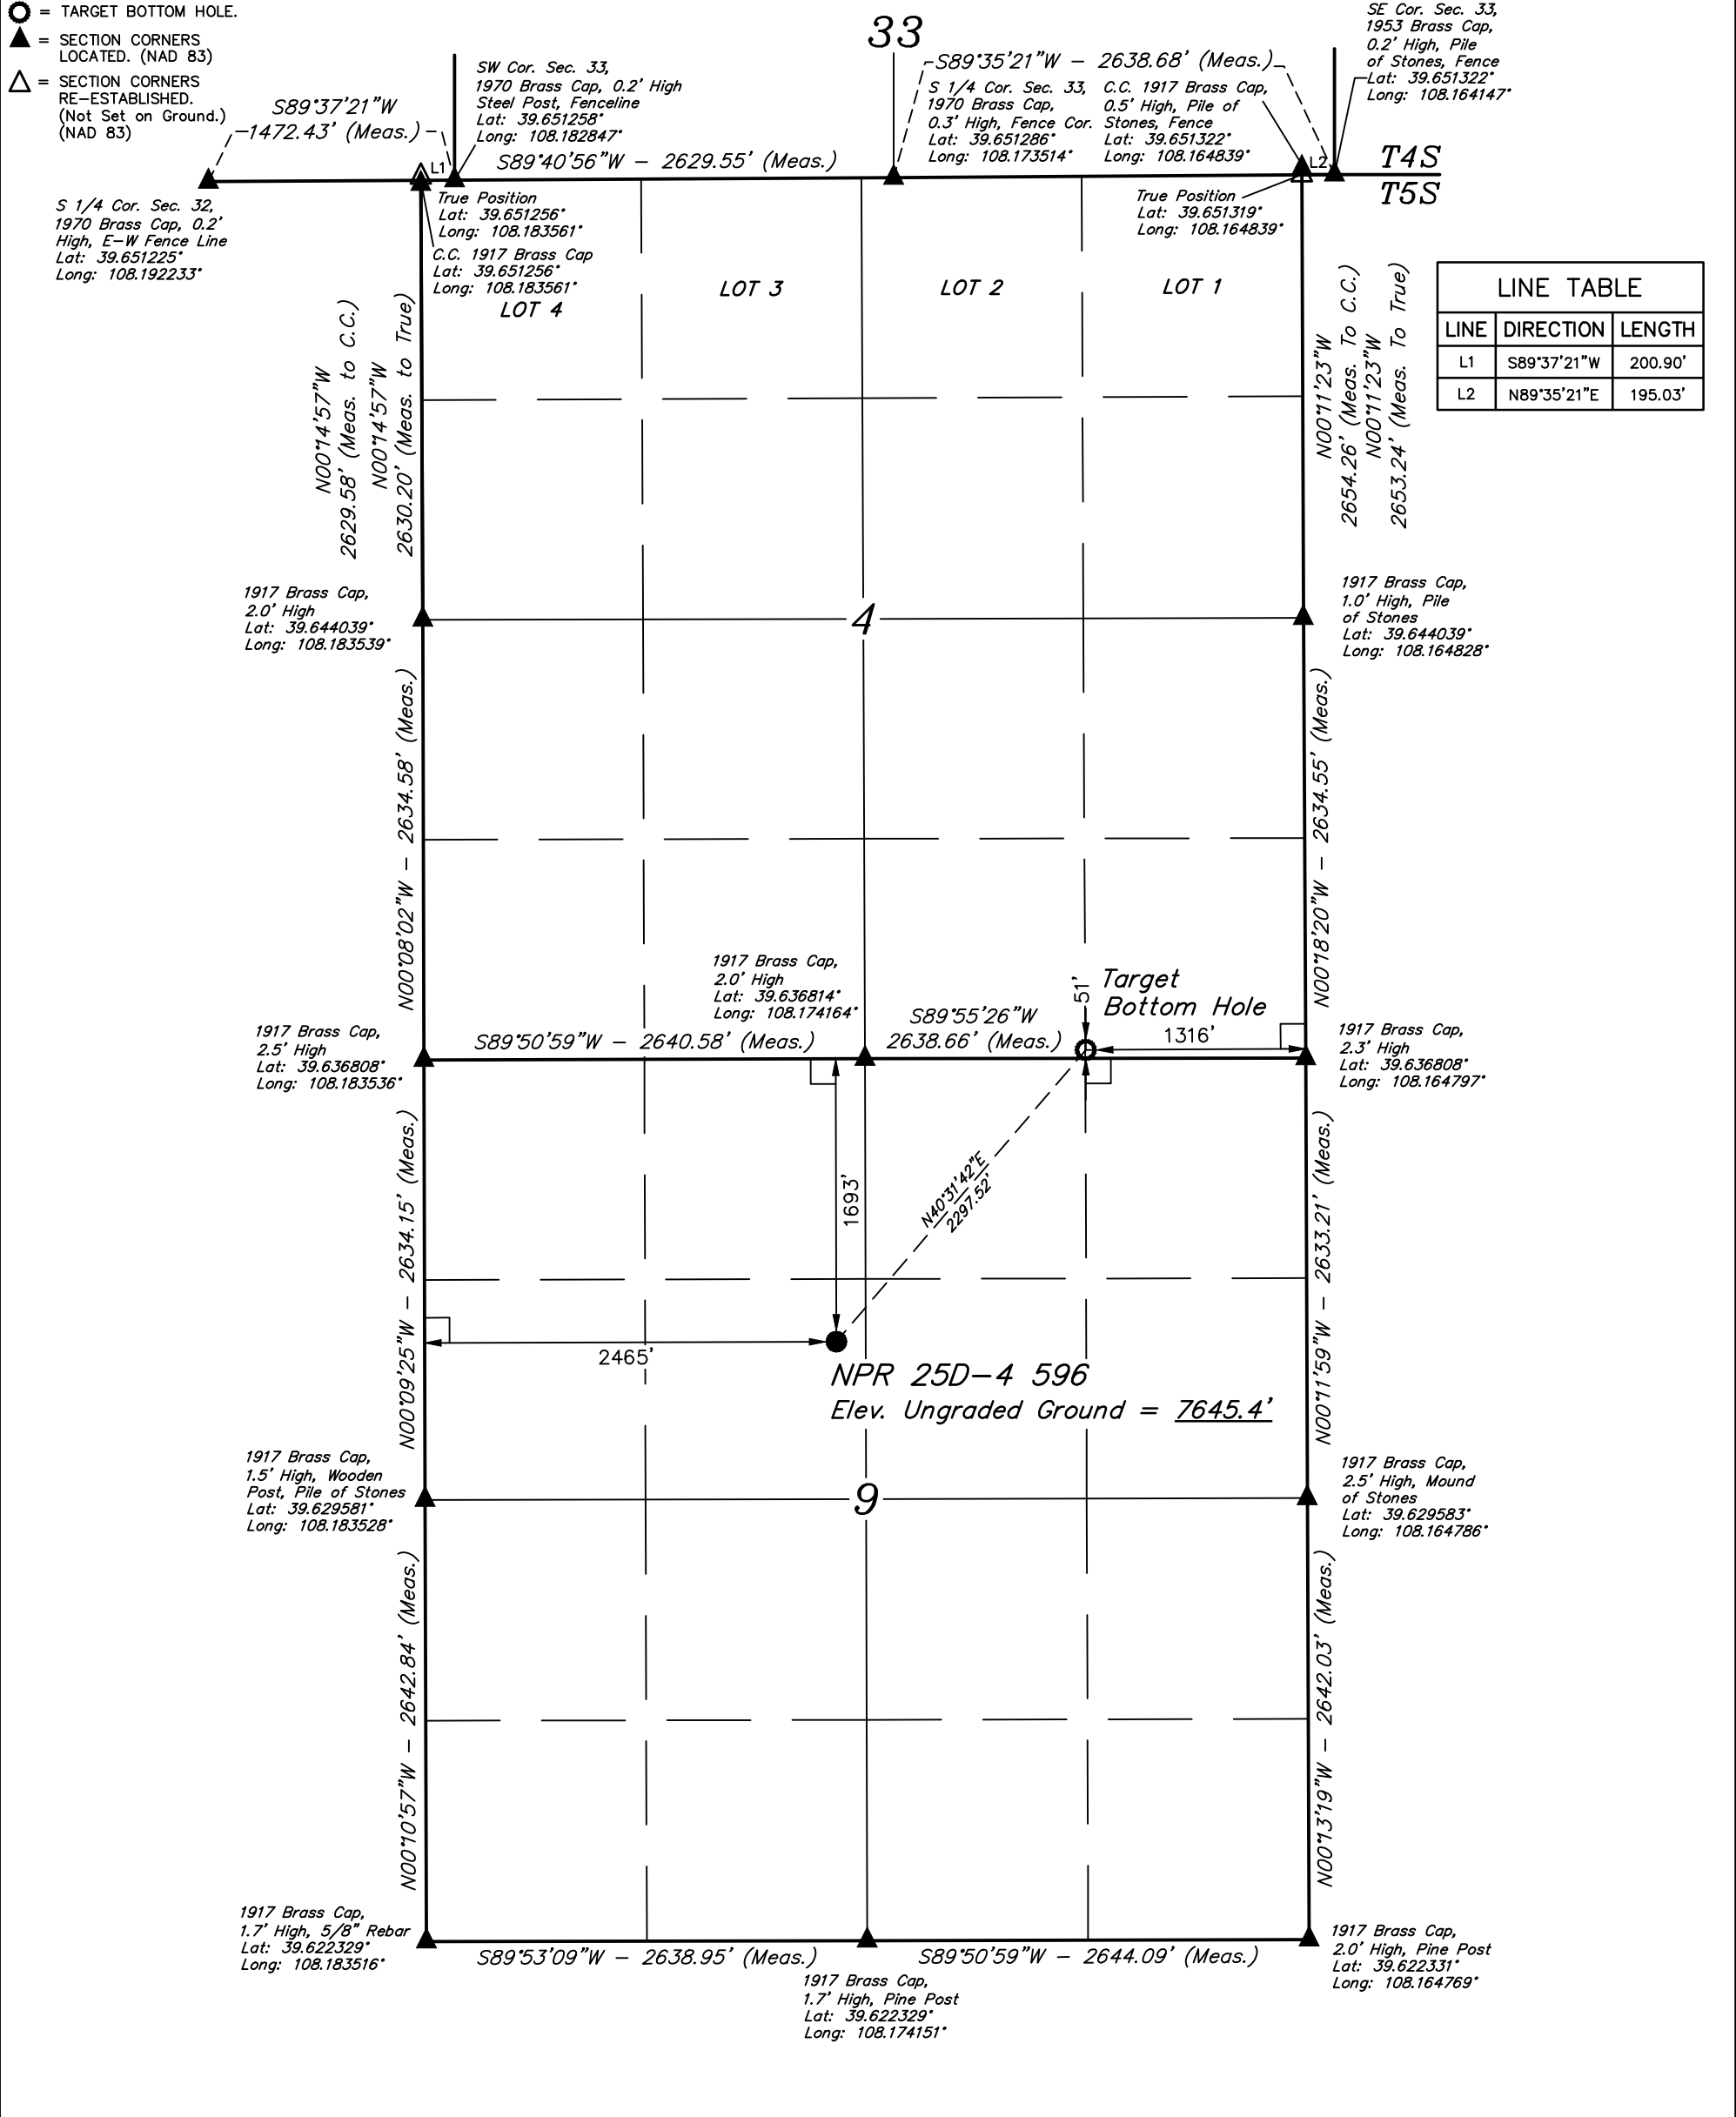 = TARGET BOTTOM HOLE.
= SECTION CORNERS
LOCATED. (NAD 83)
= SECTION CORNERS
RE-ESTABLISHED.
(Not Set on Ground.)
(NAD 83)
S89°37'21"W
1472.43' (Meas.)
SW Cor. Sec. 33,
1970 Brass Cap, 0.2' High
Steel Post, Fenceline
Lat: 39.651258°
Long: 108.182847°
S89°40'56"W - 2629.55' (Meas.)
33
S89°35'21"W - 2638.68' (Meas.)
S 1/4 Cor. Sec. 33,
1970 Brass Cap,
0.3' High, Fence Cor.
Lat: 39.651286°
Long: 108.173514°
C.C. 1917 Brass Cap,
0.5' High, Pile of
Stones, Fence
Lat: 39.651322°
Long: 108.164839°
SE Cor. Sec. 33,
1953 Brass Cap,
0.2' High, Pile
of Stones, Fence
Lat: 39.651322°
Long: 108.164147°
L1
L2
T4S
T5S
S 1/4 Cor. Sec. 32,
1970 Brass Cap, 0.2'
High, E-W Fence Line
Lat: 39.651225°
Long: 108.192233°
True Position
Lat: 39.651256°
Long: 108.183561°
C.C. 1917 Brass Cap
Lat: 39.651256°
Long: 108.183561°
True Position
Lat: 39.651319°
Long: 108.164839°
LOT 4
LOT 3
LOT 2
LOT 1
LINE TABLE
LINE DIRECTION LENGTH
L1 S89°37'21"W 200.90'
L2 N89°35'21"E 195.03'
N00°14'57"W
2629.58' (Meas. to C.C.)
N00°14'57"W
2630.20' (Meas. to True)
N00°11'23"W
2654.26' (Meas. To C.C.)
N00°11'23"W
2653.24' (Meas. To True)
1917 Brass Cap,
2.0' High
Lat: 39.644039°
Long: 108.183539°
4
1917 Brass Cap,
1.0' High, Pile
of Stones
Lat: 39.644039°
Long: 108.164828°
N00°08'02"W - 2634.58' (Meas.)
N00°18'20"W - 2634.55' (Meas.)
1917 Brass Cap,
2.0' High
Lat: 39.636814°
Long: 108.174164°
51'
Target
Bottom Hole
1316'
1917 Brass Cap,
2.5' High
Lat: 39.636808°
Long: 108.183536°
S89°50'59"W - 2640.58' (Meas.)
S89°55'26"W
2638.66' (Meas.)
1917 Brass Cap,
2.3' High
Lat: 39.636808°
Long: 108.164797°
N00°09'25"W - 2634.15' (Meas.)
1693'
N40°31'42"E
2297.52'
N00°11'59"W - 2633.21' (Meas.)
2465'
NPR 25D-4 596
Elev. Ungraded Ground = 7645.4'
1917 Brass Cap,
1.5' High, Wooden
Post, Pile of Stones
Lat: 39.629581°
Long: 108.183528°
9
1917 Brass Cap,
2.5' High, Mound
of Stones
Lat: 39.629583°
Long: 108.164786°
N00°10'57"W - 2642.84' (Meas.)
N00°13'19"W - 2642.03' (Meas.)
1917 Brass Cap,
1.7' High, 5/8" Rebar
Lat: 39.622329°
Long: 108.183516°
S89°53'09"W - 2638.95' (Meas.)
S89°50'59"W - 2644.09' (Meas.)
1917 Brass Cap,
2.0' High, Pine Post
Lat: 39.622331°
Long: 108.164769°
1917 Brass Cap,
1.7' High, Pine Post
Lat: 39.622329°
Long: 108.174151°